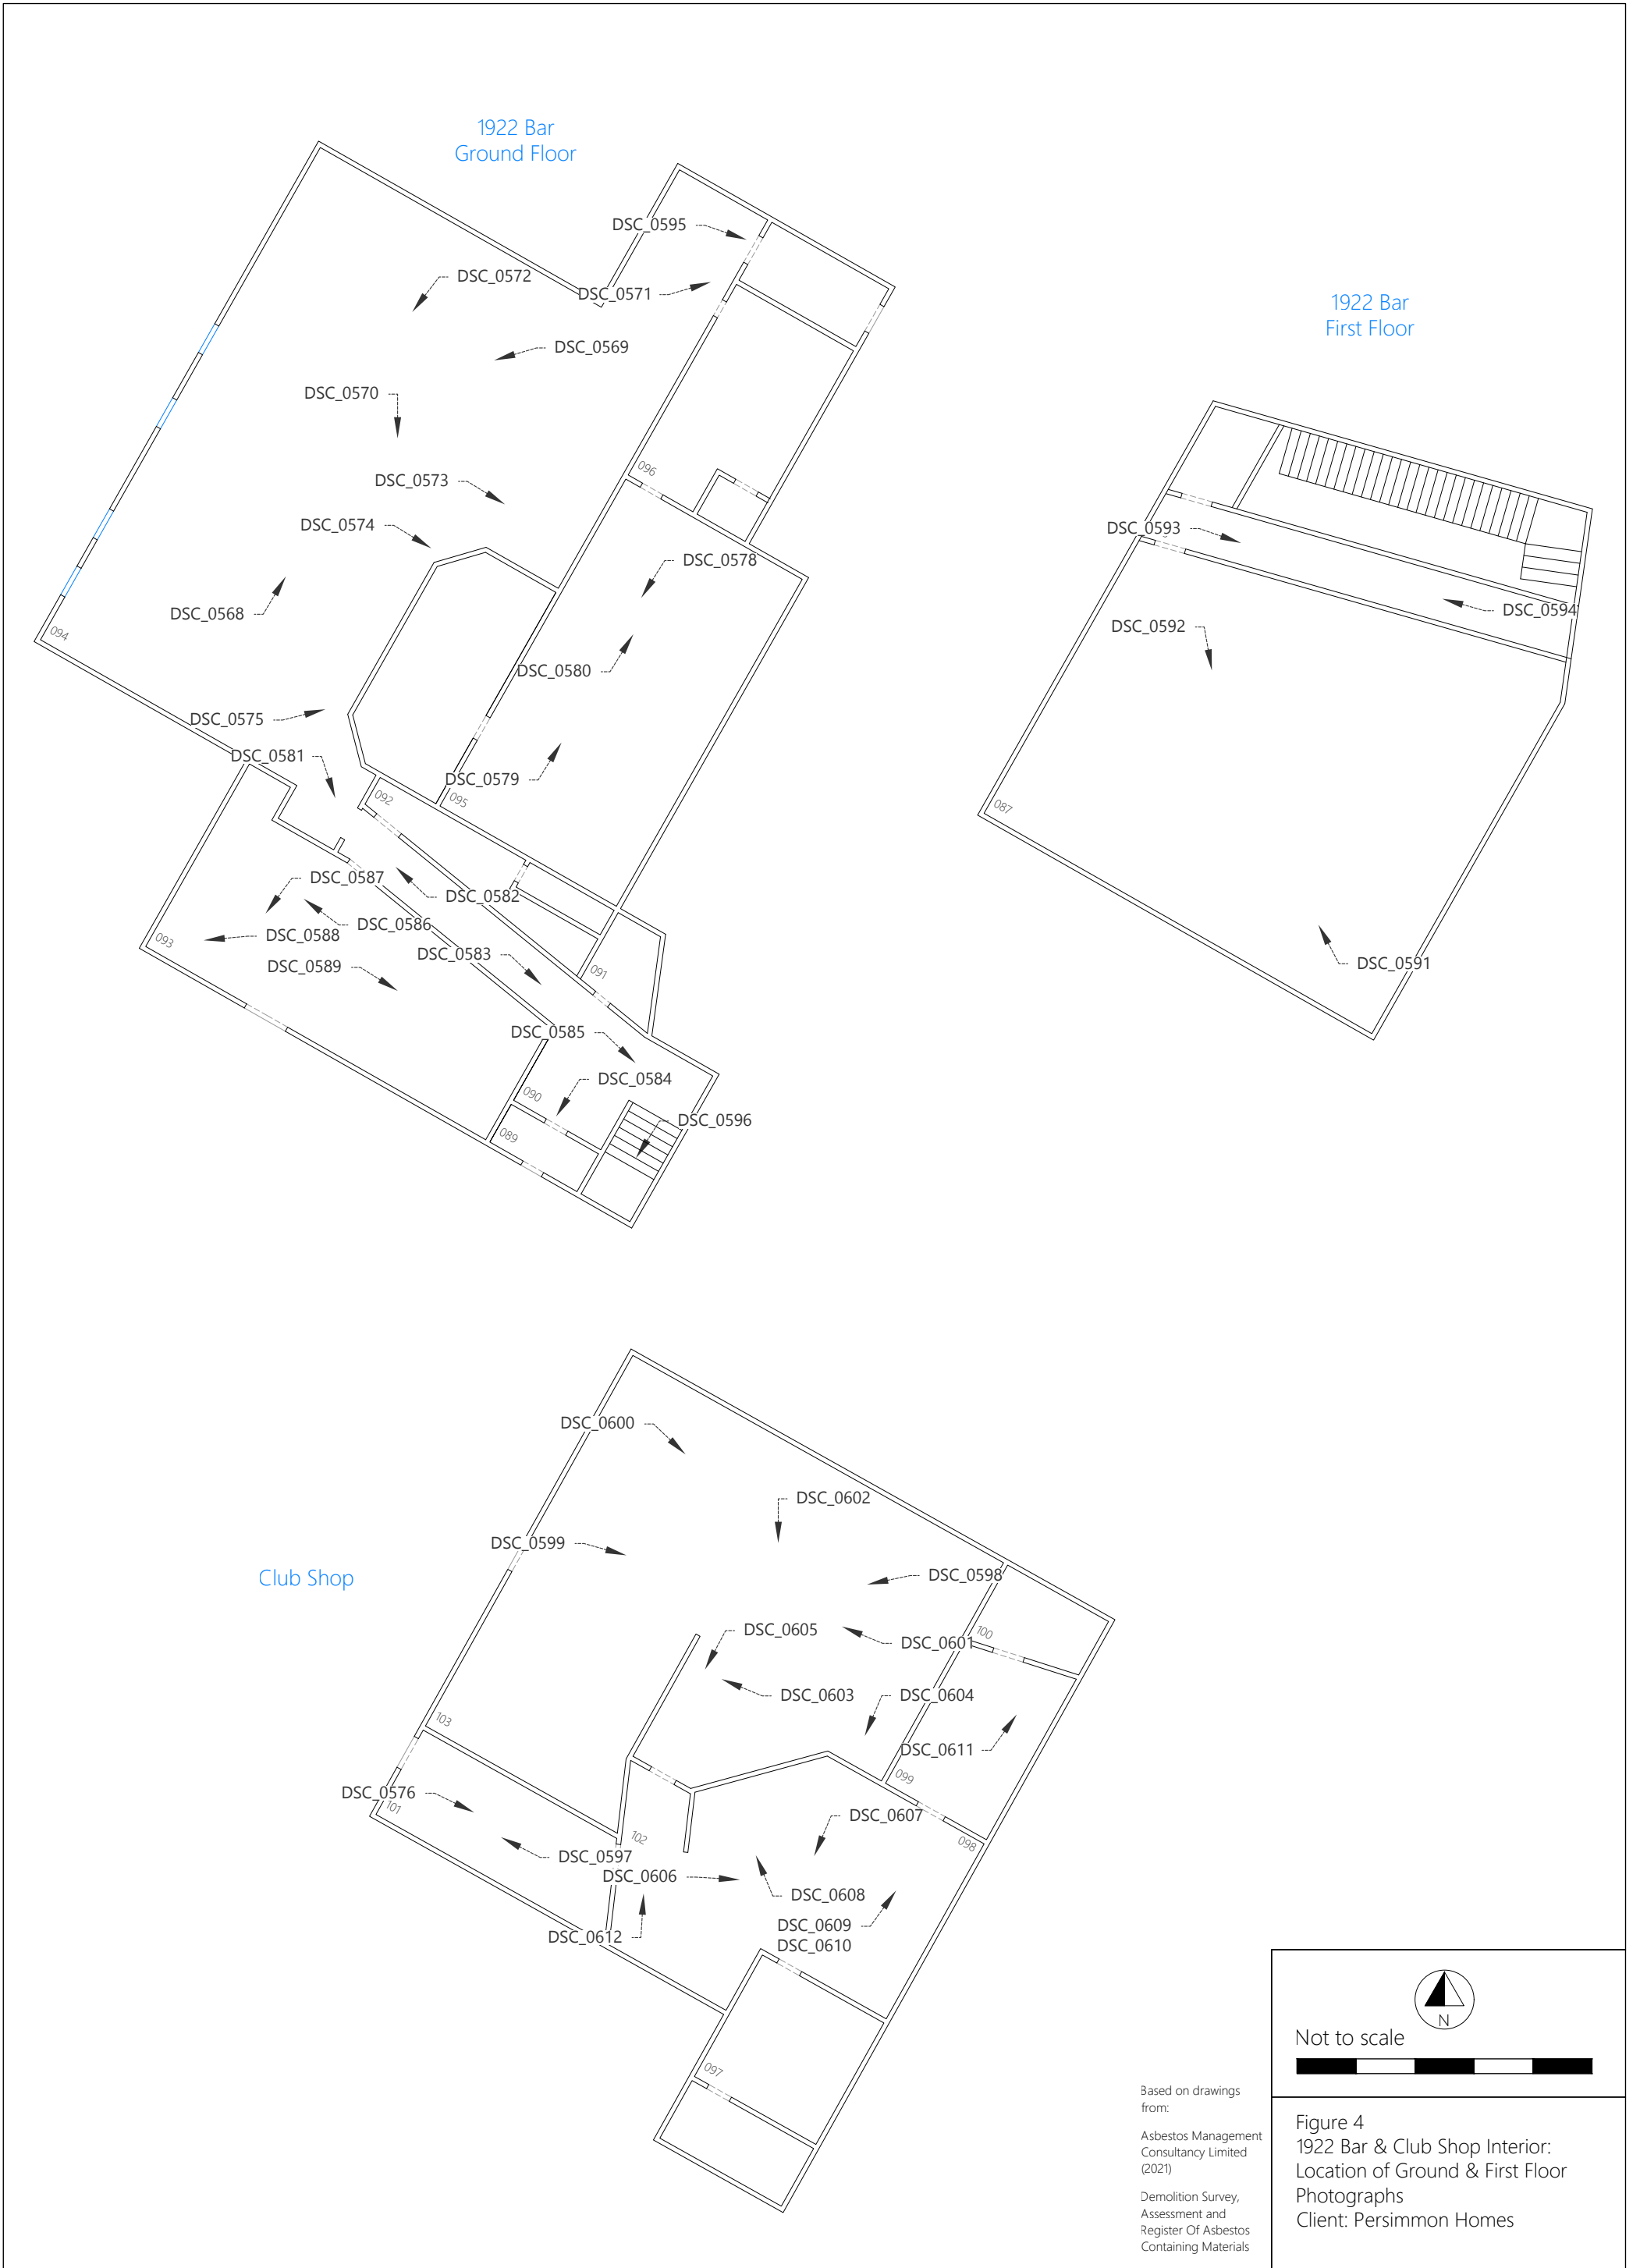 1922 Bar
Ground Floor
DSC_0595
DSC_0572
DSC_0571
1922 Bar
First Floor
DSC_0569
DSC_0570
096
DSC_0573
DSC_0574
DSC_0593
DSC_0578
DSC_0568
DSC_0594
094
DSC_0592
DSC_0580
DSC_0575
DSC_0581
DSC_0579
092
095
087
DSC_0587
DSC_0582
DSC_0586
093
DSC_0588
DSC_0583
DSC_0589
091
DSC_0591
DSC_0585
DSC_0584
090
DSC_0596
089
DSC_0600
DSC_0602
DSC_0599
Club Shop
DSC_0598
DSC_0605
100
DSC_0601
DSC_0603
DSC_0604
103
DSC_0611
099
DSC_0576
101
DSC_0607
102
098
DSC_0597
DSC_0606
DSC_0608
DSC_0609
DSC_0612
DSC_0610
097
N
Not to scale
Based on drawings
from:
Asbestos Management
Consultancy Limited
(2021)
Demolition Survey,
Assessment and
Register Of Asbestos
Containing Materials
Figure 4
1922 Bar & Club Shop Interior:
Location of Ground & First Floor
Photographs
Client: Persimmon Homes